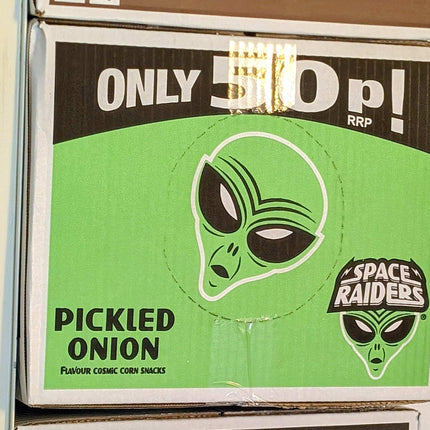 ONLY 50p!
RRP
SPACE
RAIDERS
®
PICKLED
ONION
FLAVOUR COSMIC CORN SNACKS